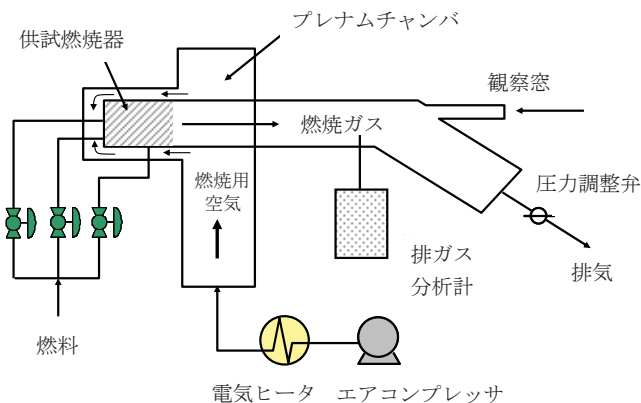 プレナムチャンバ
供試燃焼器
観察窓
燃焼ガス
燃焼用
空気
圧力調整弁
排ガス
分析計
排気
燃料
電気ヒータ
エアコンプレッサ